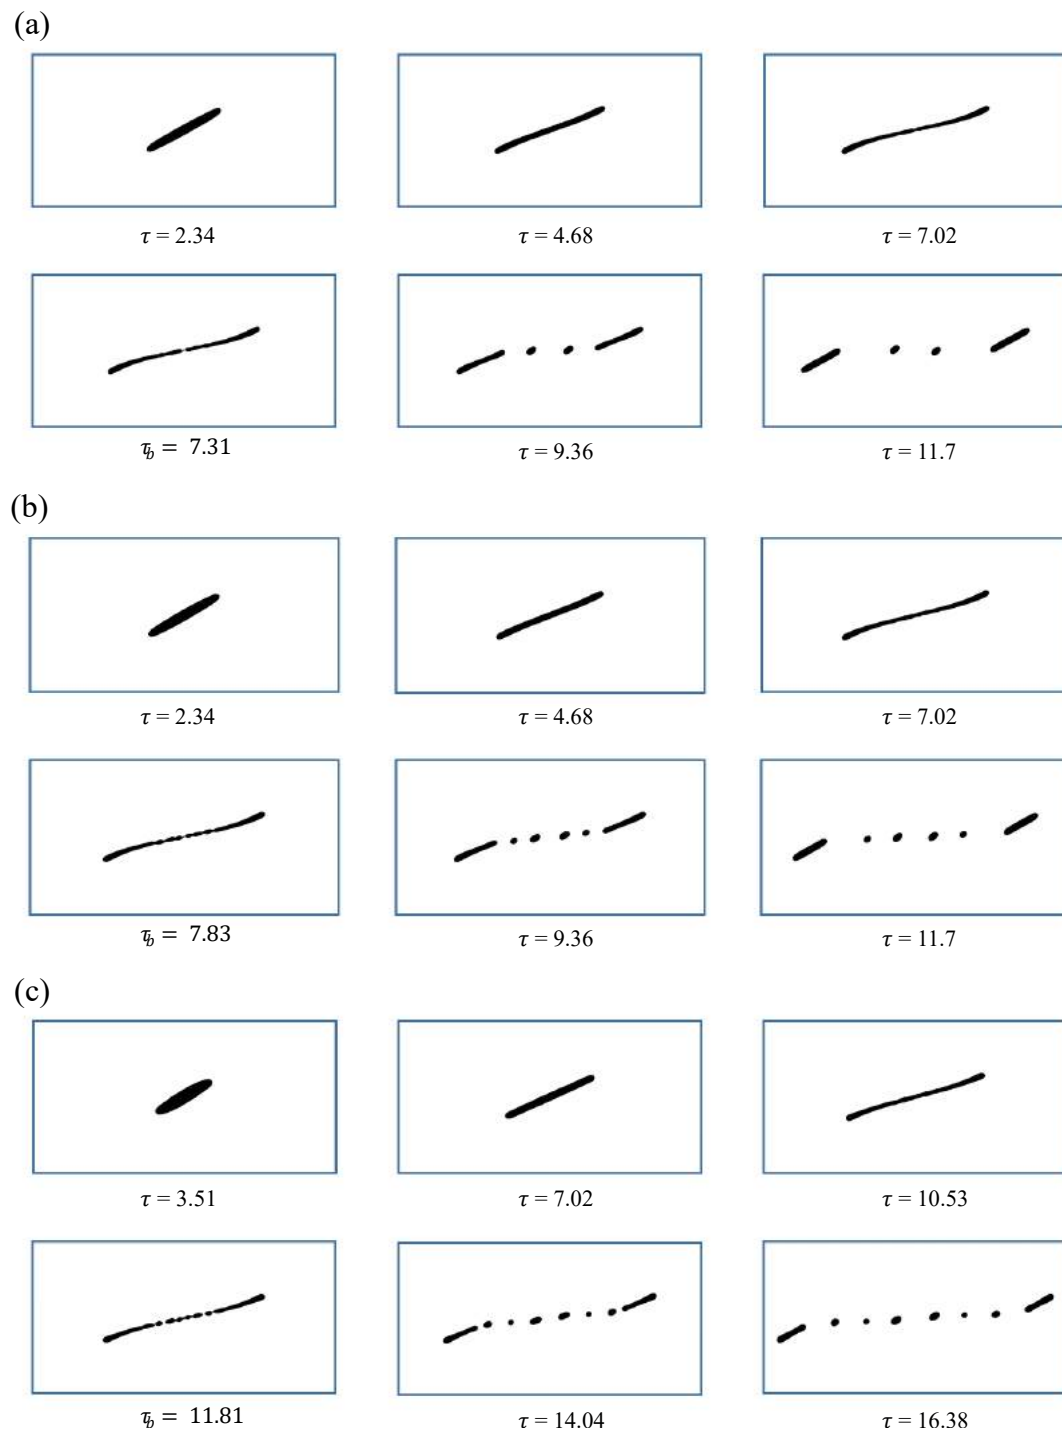 (a)
τ = 2.34 τ = 4.68 τ = 7.02
τb = 7.31 τ = 9.36 τ = 11.7
(b)
τ = 2.34 τ = 4.68 τ = 7.02
τb = 7.83 τ = 9.36 τ = 11.7
(c)
τ = 3.51 τ = 7.02 τ = 10.53
τb = 11.81 τ = 14.04 τ = 16.38